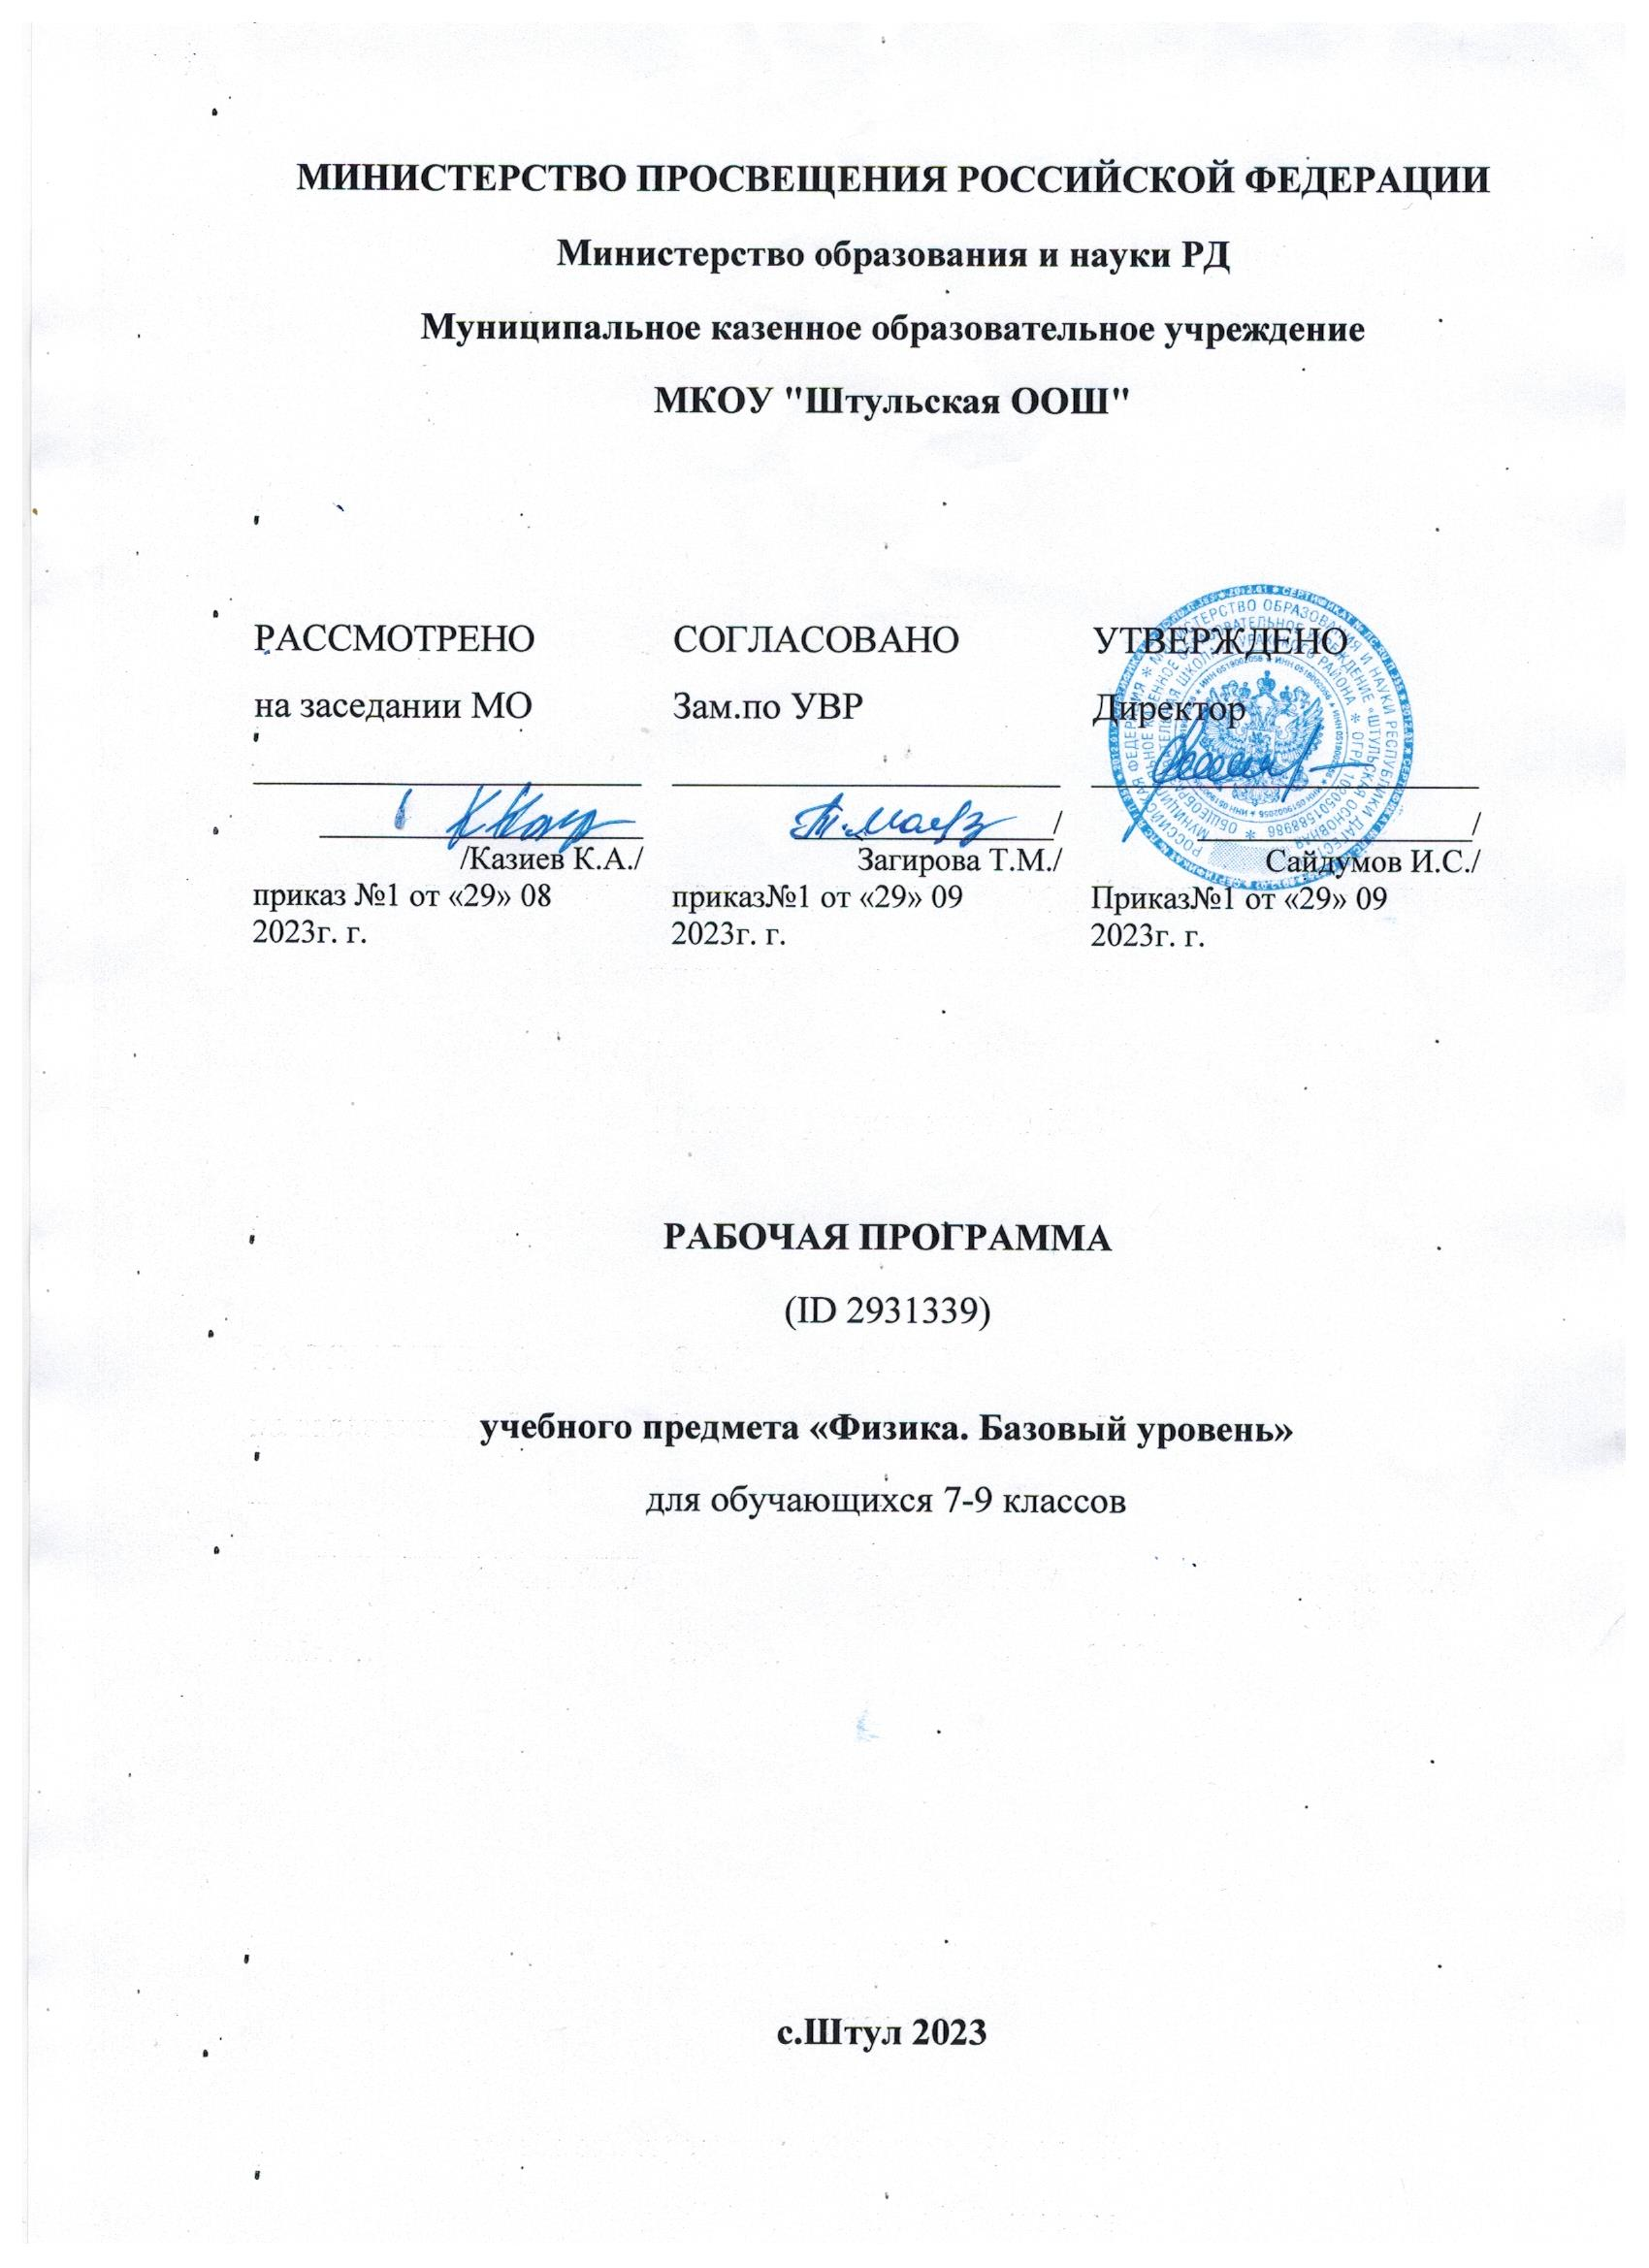 МИНИСТЕРСТВО ПРОСВЕЩЕНИЯ РОССИЙСКОЙ ФЕДЕРАЦИИ
Министерство образования и науки РД
Муниципальное казенное образовательное учреждение
МКОУ "Штульская ООШ"
РАССМОТРЕНО
на заседании МО
/Казиев К.А./
приказ №1 от «29» 08
2023г. г.
СОГЛАСОВАНО
Зам.по УВР
/
Загирова Т.М./
приказ№1 от «29» 09
2023г. г.
УТВЕРЖДЕНО
Директор
/
Сайдумов И.С./
Приказ№1 от «29» 09
2023г. г.
РАБОЧАЯ ПРОГРАММА
(ID 2931339)
учебного предмета «Физика. Базовый уровень»
для обучающихся 7-9 классов
с.Штул 2023